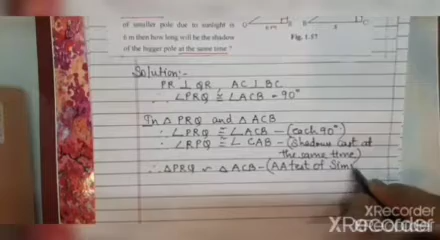 of smaller pole due to sunlight is
6 m then how long will be the shadow
of the bigger pole at the same time ?
Q 6 m R B x C
Fig. 1.57
Solution:-
PR ⊥ QR, AC ⊥ BC
∴ ∠PRQ ≅ ∠ACB = 90°
In △ PRQ and △ ACB
∴ ∠PRQ ≅ ∠ACB – (each 90°)
∴ ∠RPQ ≅ ∠ CAB – (Shadows cast at
the same time)
∴ △PRQ ~ △ ACB – (AA test of Sim
XRecorder
XRecorder